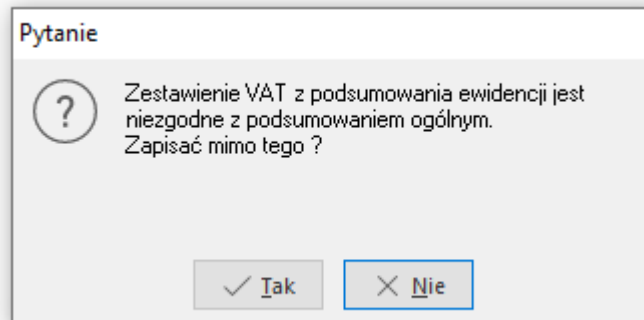 Pytanie
?
Zestawienie VAT z podsumowania ewidencji jest
niezgodne z podsumowaniem ogólnym.
Zapisać mimo tego ?
Tak
Nie